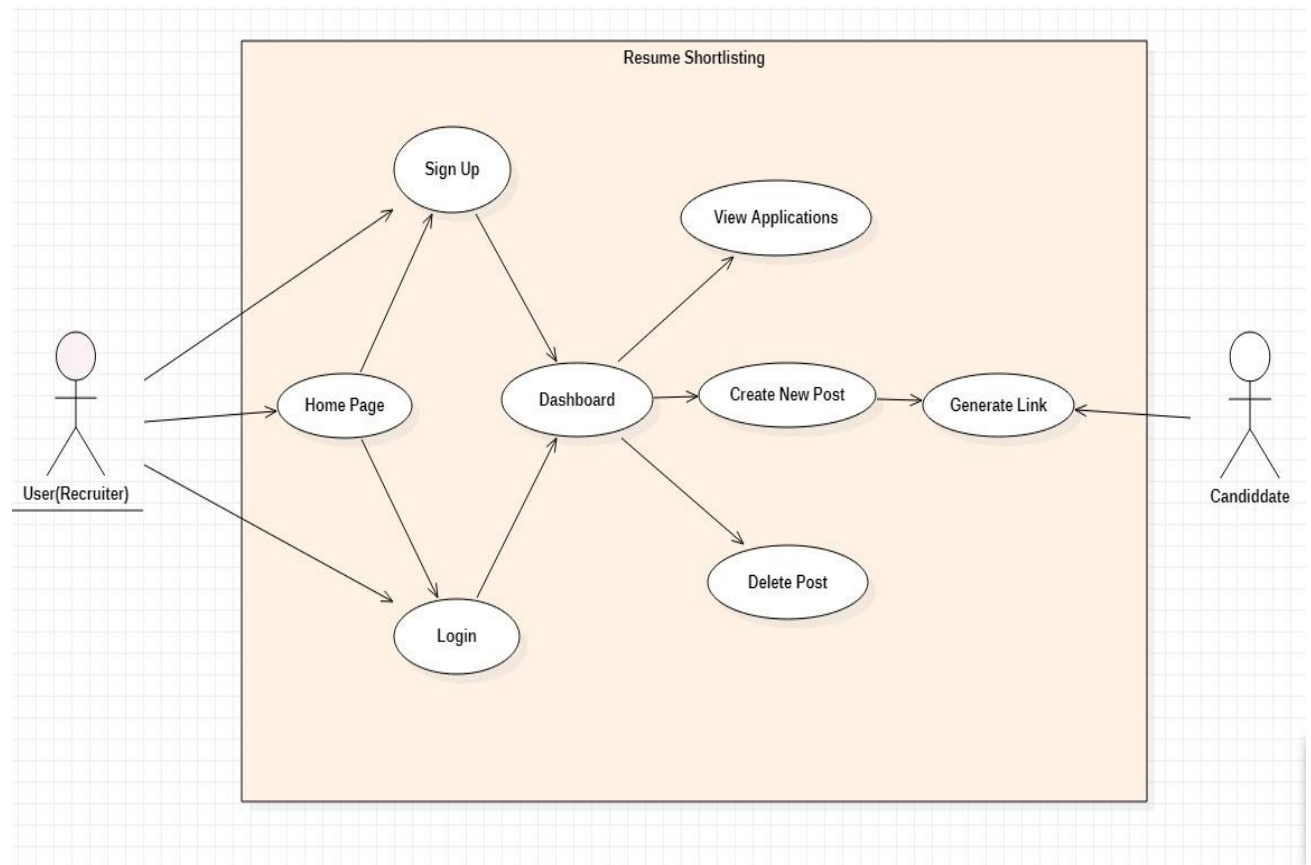 Resume Shortlisting
Sign Up
View Applications
Home Page
Dashboard
Create New Post
Generate Link
User(Recruiter)
Candiddate
Delete Post
Login